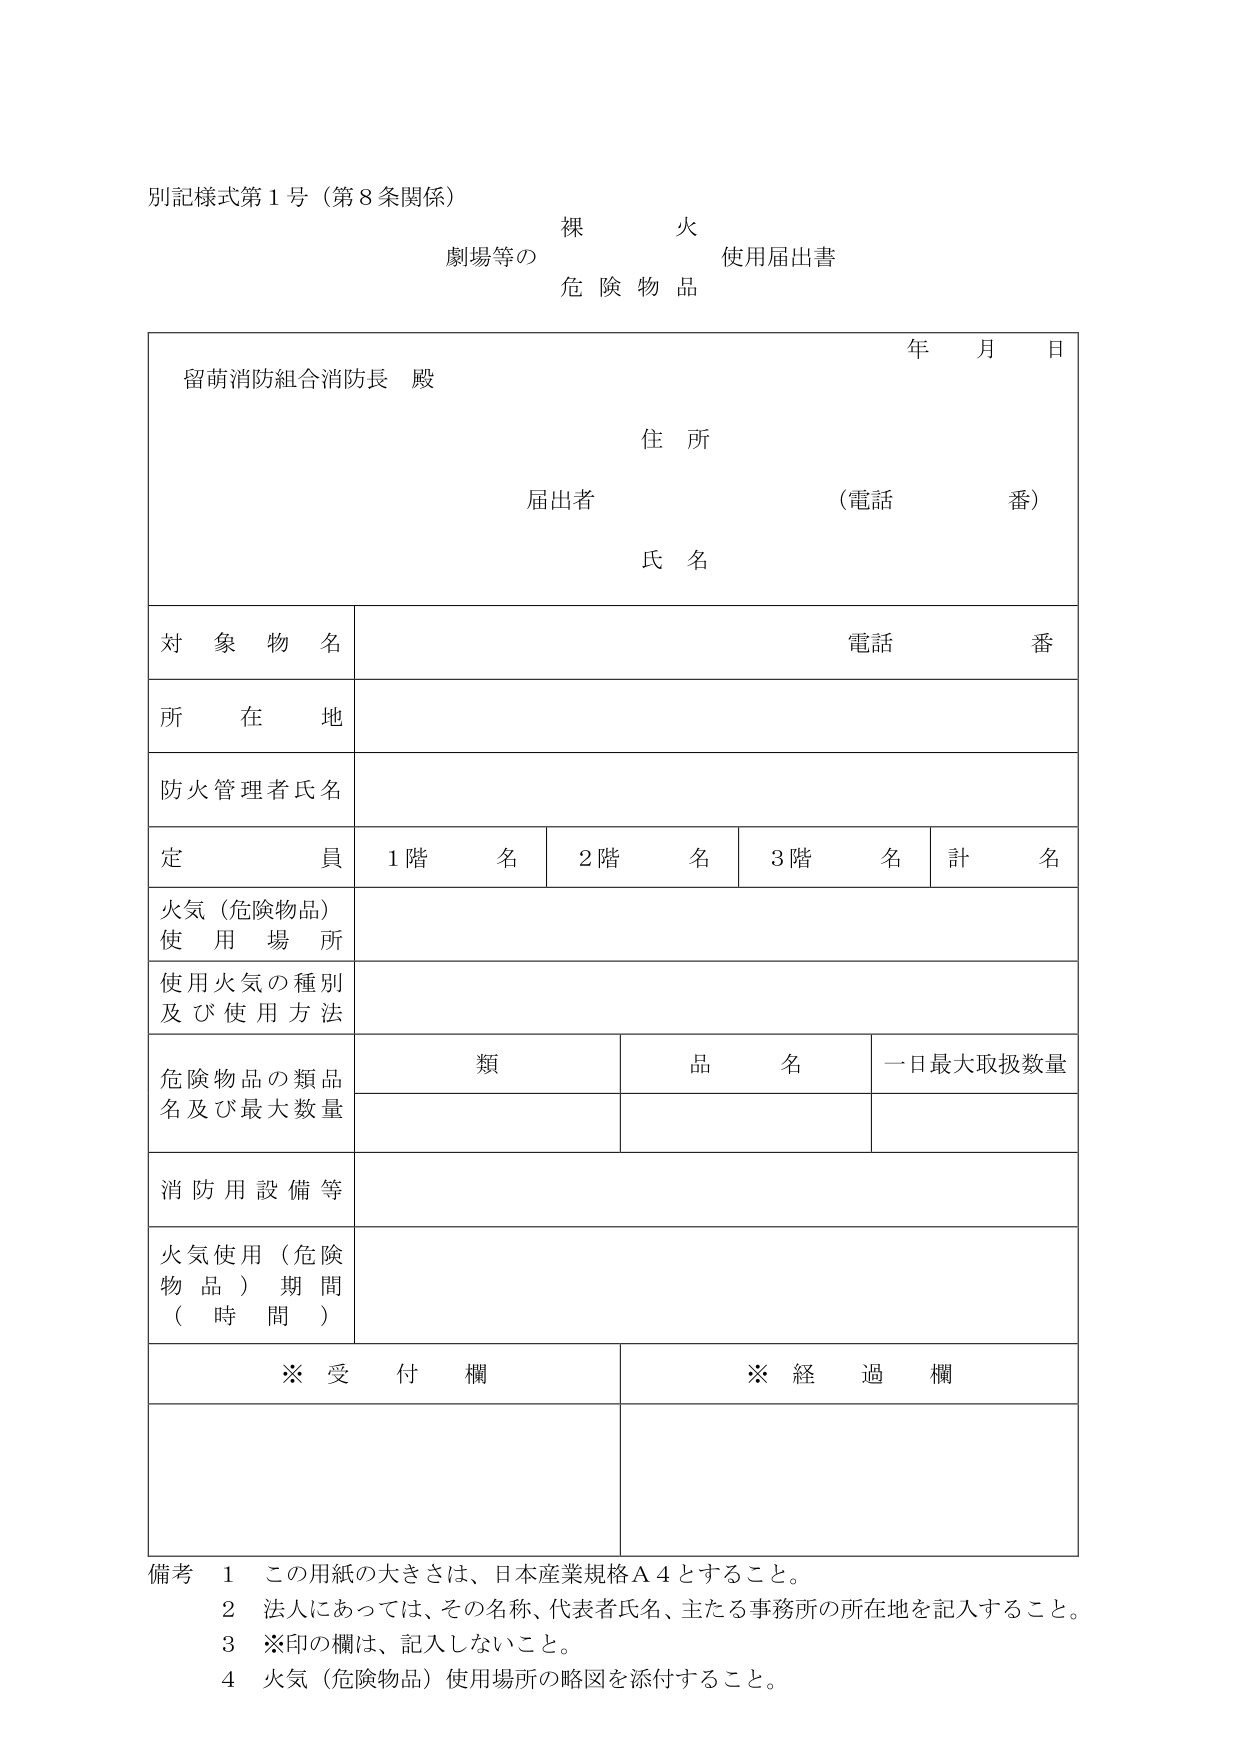 別記様式第１号（第８条関係）
裸　　　　火
劇場等の　　　　　　　　使用届出書
危険物品
年　　月　　日
留萌消防組合消防長　殿
住　所
届出者　　　　　　　　　　（電話　　　　　番）
氏　名
対象物名　　電話　　　　　　番
所在地
防火管理者氏名
定員　　１階　　　名　　２階　　　名　　３階　　　名　　計　　　名
火気（危険物品）
使用場所
使用火気の種別
及び使用方法
類　　品　　　名　　一日最大取扱数量
危険物品の類品
名及び最大数量
消防用設備等
火気使用（危険
物品）期間
（時間）
※　受　　付　　欄　　※　経　　過　　欄
備考　１　この用紙の大きさは、日本産業規格Ａ４とすること。
２　法人にあっては、その名称、代表者氏名、主たる事務所の所在地を記入すること。
３　※印の欄は、記入しないこと。
４　火気（危険物品）使用場所の略図を添付すること。